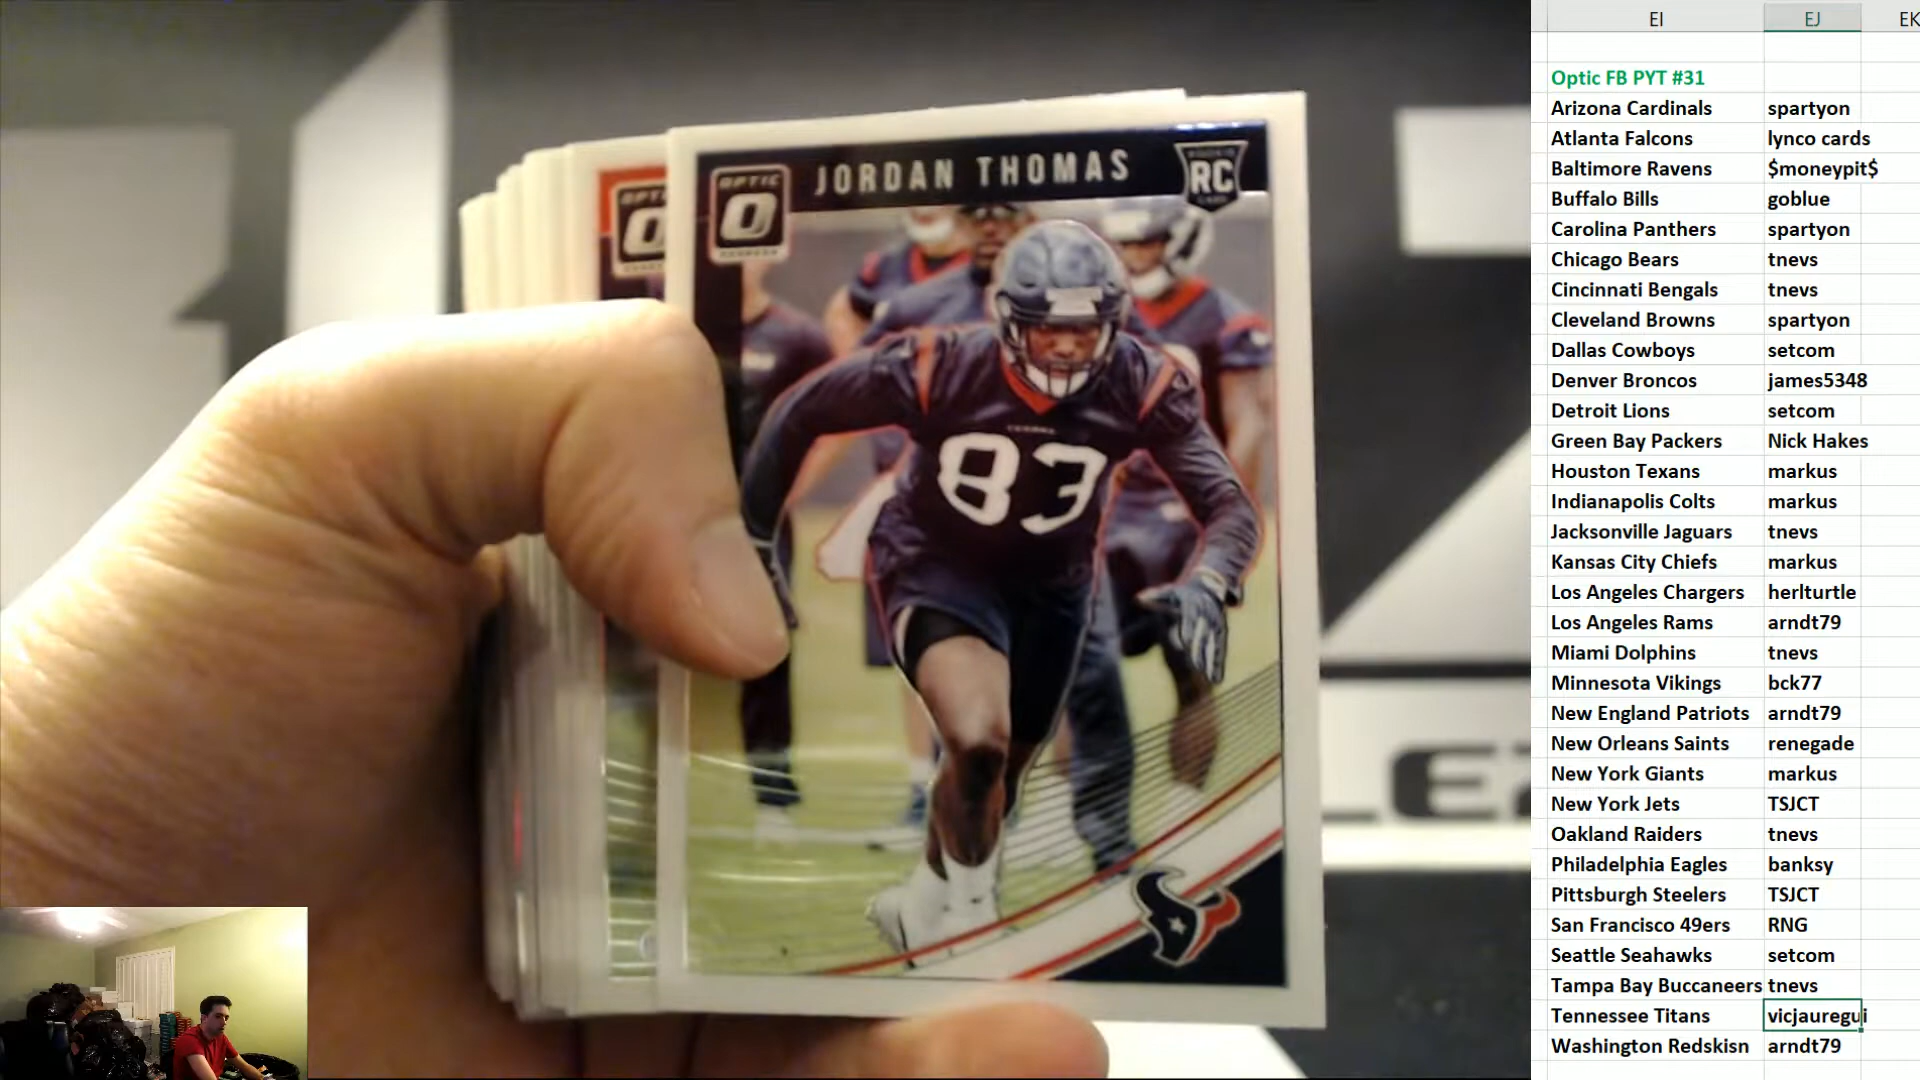 EI EJ EK
Optic FB PYT #31
Arizona Cardinals spartyon
Atlanta Falcons lynco cards
Baltimore Ravens $moneypit$
Buffalo Bills goblue
Carolina Panthers spartyon
Chicago Bears tnevs
Cincinnati Bengals tnevs
Cleveland Browns spartyon
Dallas Cowboys setcom
Denver Broncos james5348
Detroit Lions setcom
Green Bay Packers Nick Hakes
Houston Texans markus
Indianapolis Colts markus
Jacksonville Jaguars tnevs
Kansas City Chiefs markus
Los Angeles Chargers herlturtle
Los Angeles Rams arndt79
Miami Dolphins tnevs
Minnesota Vikings bck77
New England Patriots arndt79
New Orleans Saints renegade
New York Giants markus
New York Jets TSJCT
Oakland Raiders tnevs
Philadelphia Eagles banksy
Pittsburgh Steelers TSJCT
San Francisco 49ers RNG
Seattle Seahawks setcom
Tampa Bay Buccaneers tnevs
Tennessee Titans vicjauregui
Washington Redskisn arndt79
OPTIC
O
JORDAN THOMAS
RC
83